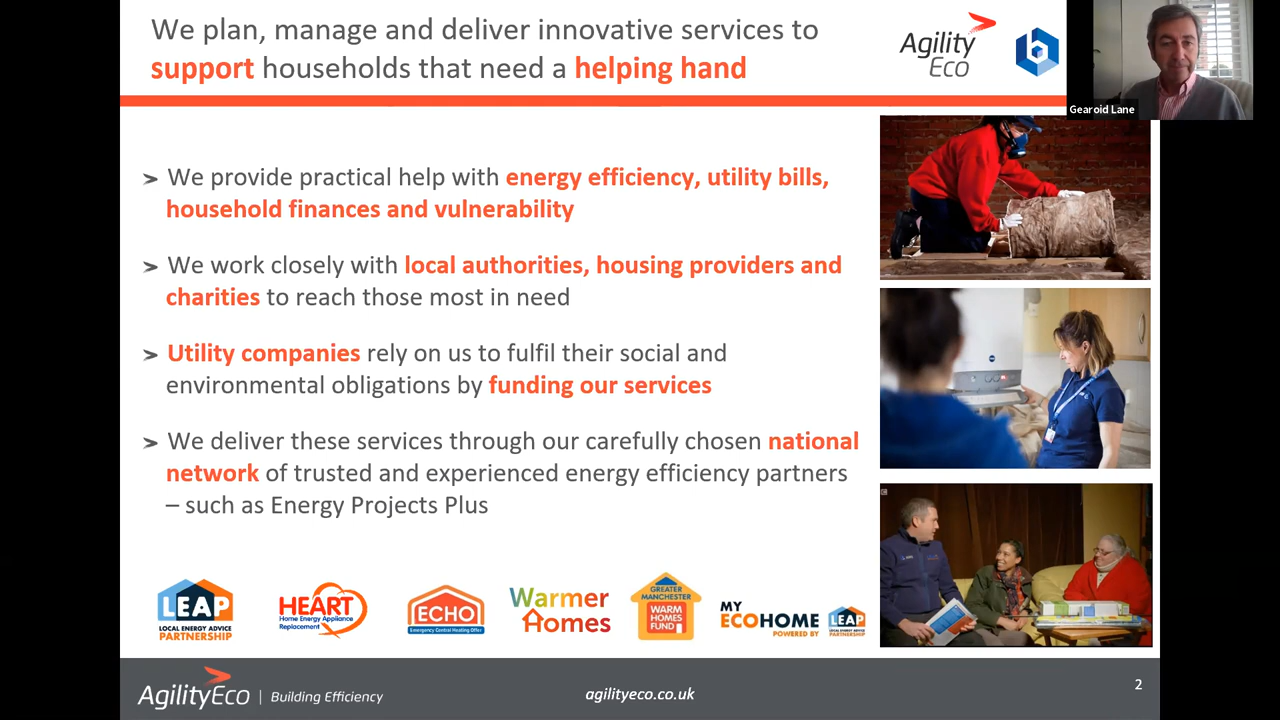 We plan, manage and deliver innovative services to
support households that need a helping hand
Agility
Eco
b
Gearoid Lane
➢ We provide practical help with energy efficiency, utility bills,
household finances and vulnerability
➢ We work closely with local authorities, housing providers and
charities to reach those most in need
➢ Utility companies rely on us to fulfil their social and
environmental obligations by funding our services
➢ We deliver these services through our carefully chosen national
network of trusted and experienced energy efficiency partners
– such as Energy Projects Plus
LEAP
LOCAL ENERGY ADVICE
PARTNERSHIP
HEART
Home Energy Appliance
Replacement
ECHO
Emergency Central Heating Offer
Warmer
Homes
GREATER
MANCHESTER
WARM
HOMES
FUND
MY
ECOHOME
POWERED BY
LEAP
LOCAL ENERGY ADVICE
PARTNERSHIP
AgilityEco | Building Efficiency
agilityeco.co.uk
2